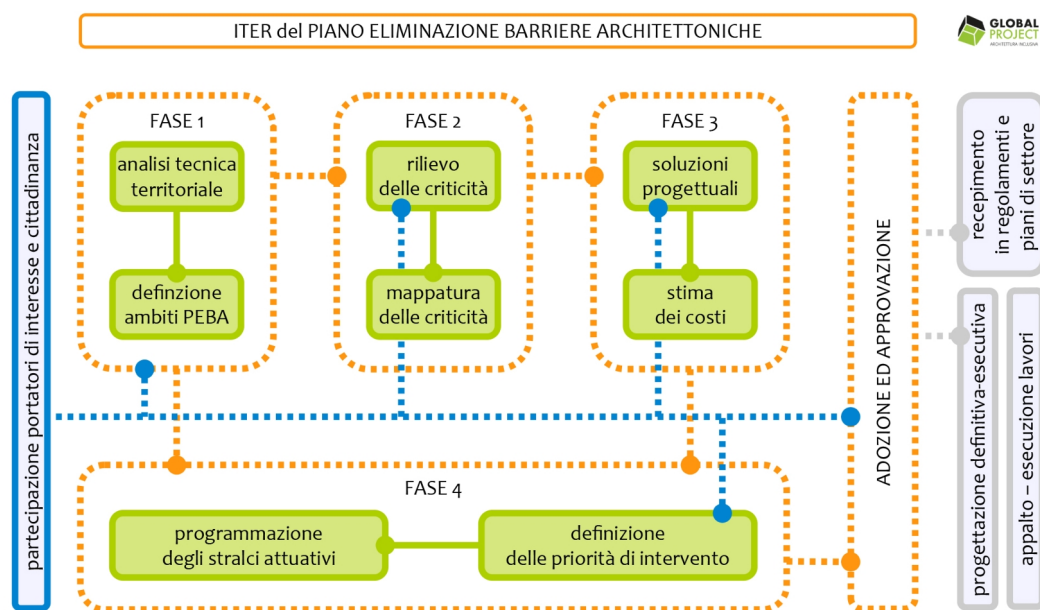 ITER del PIANO ELIMINAZIONE BARRIERE ARCHITETTONICHE
GLOBAL
PROJECT
ARCHITETTURA INCLUSIVA
partecipazione portatori di interesse e cittadinanza
FASE 1
analisi tecnica
territoriale
definzione
ambiti PEBA
FASE 2
rilievo
delle criticità
mappatura
delle criticità
FASE 3
soluzioni
progettuali
stima
dei costi
FASE 4
programmazione
degli stralci attuativi
definizione
delle priorità di intervento
ADOZIONE ED APPROVAZIONE
recepimento
in regolamenti e
piani di settore
progettazione definitiva-esecutiva
appalto – esecuzione lavori